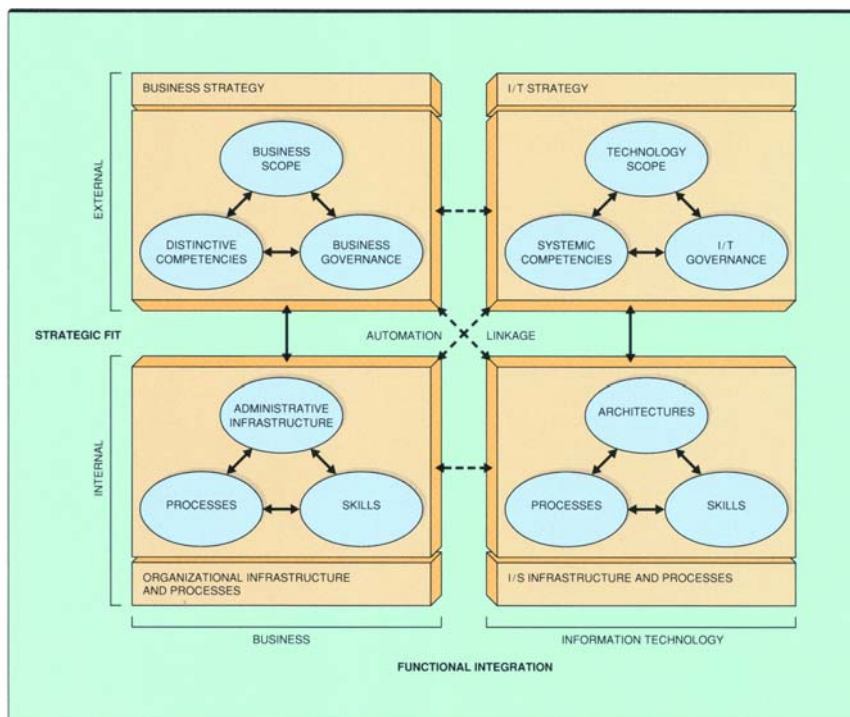 BUSINESS STRATEGY
BUSINESS
SCOPE
DISTINCTIVE
COMPETENCIES
BUSINESS
GOVERNANCE
I/T STRATEGY
TECHNOLOGY
SCOPE
SYSTEMIC
COMPETENCIES
I/T
GOVERNANCE
EXTERNAL
STRATEGIC FIT
AUTOMATION
LINKAGE
INTERNAL
ADMINISTRATIVE
INFRASTRUCTURE
PROCESSES
SKILLS
ORGANIZATIONAL INFRASTRUCTURE
AND PROCESSES
ARCHITECTURES
PROCESSES
SKILLS
I/S INFRASTRUCTURE AND PROCESSES
BUSINESS
INFORMATION TECHNOLOGY
FUNCTIONAL INTEGRATION